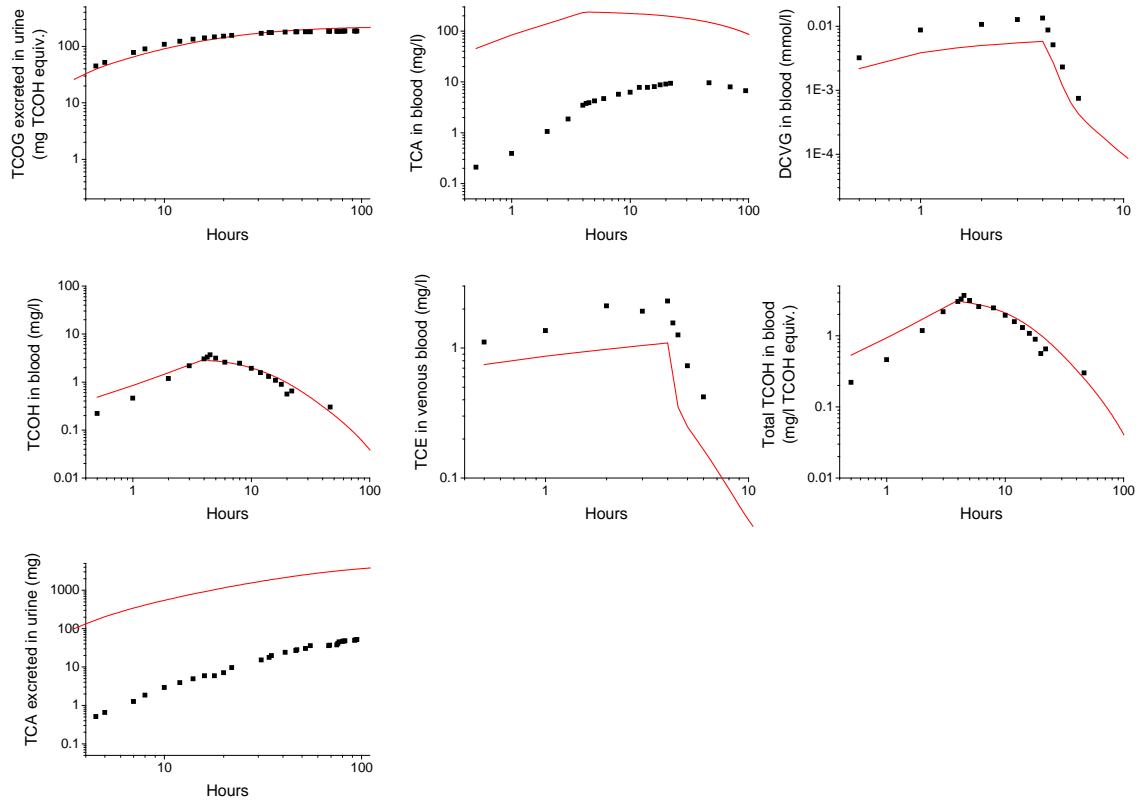 TCOG excreted in urine
(mg TCOH equiv.)
100
10
1
10
100
Hours
TCA in blood (mg/l)
100
10
1
0.1
1
10
100
Hours
DCVG in blood (mmol/l)
0.01
1E-3
1E-4
1
10
Hours
TCOH in blood (mg/l)
100
10
1
0.1
0.01
1
10
100
Hours
TCE in venous blood (mg/l)
1
0.1
1
10
Hours
Total TCOH in blood
(mg/l TCOH equiv.)
1
0.1
0.01
1
10
100
Hours
TCA excreted in urine (mg)
1000
100
10
1
0.1
10
100
Hours